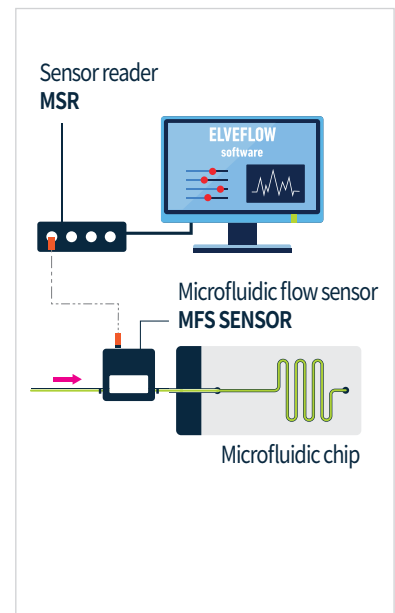 Sensor reader
MSR
ELVEFLOW
software
Microfluidic flow sensor
MFS SENSOR
Microfluidic chip